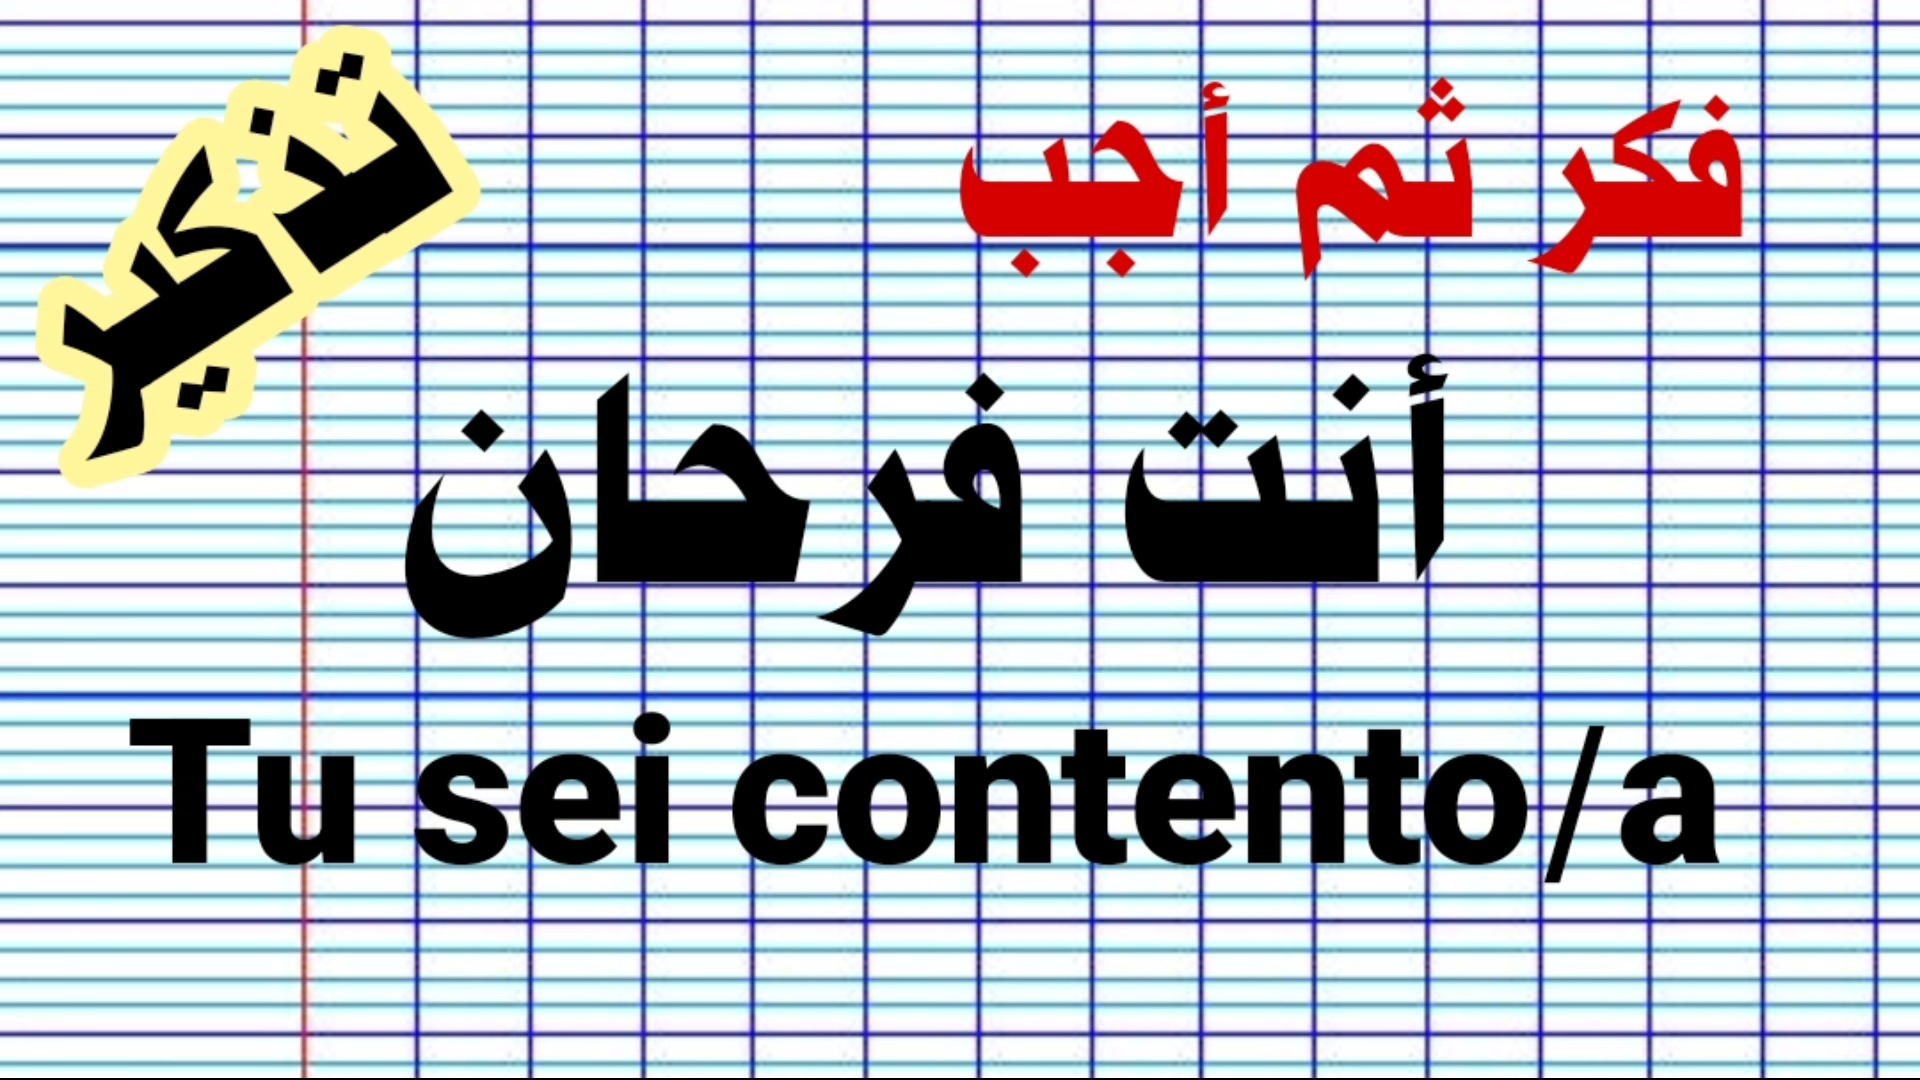 تذكير
فكر ثم أجب
أنت فرحان
Tu sei contento/a